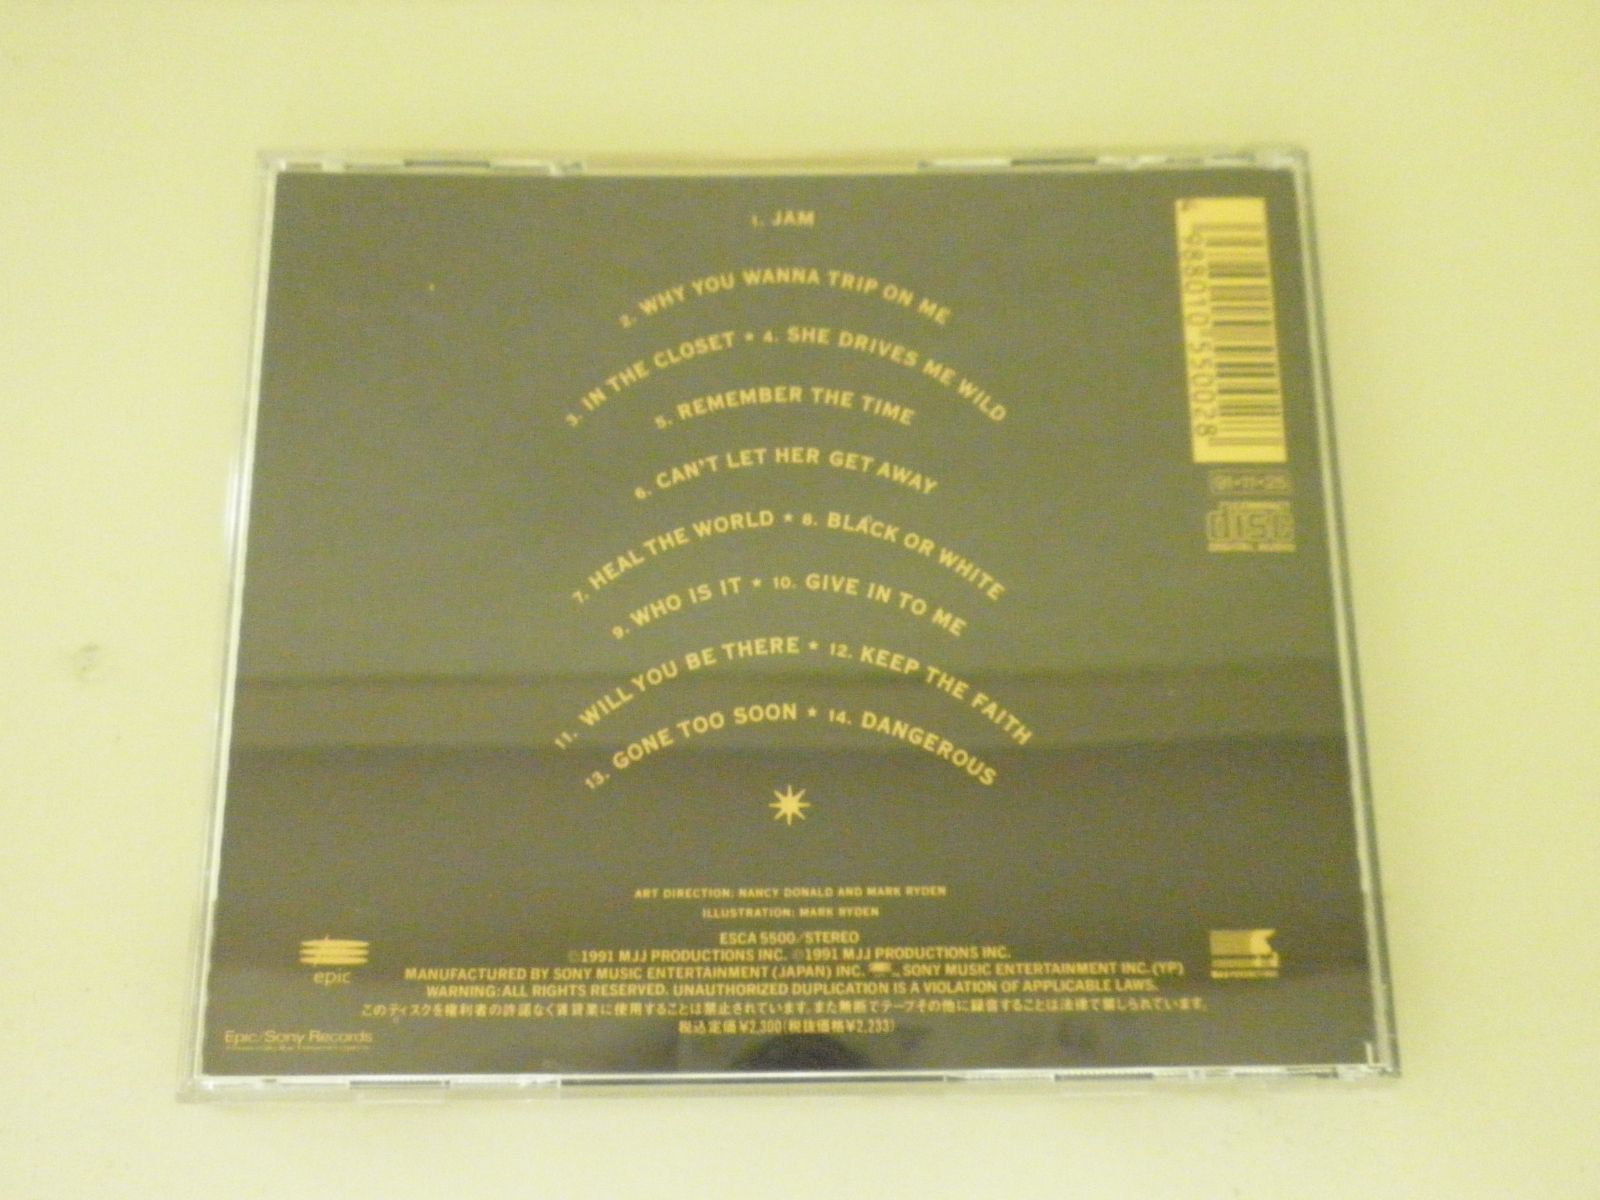 1. JAM
2. WHY YOU WANNA TRIP ON ME
3. IN THE CLOSET ★ 4. SHE DRIVES ME WILD
5. REMEMBER THE TIME
6. CAN'T LET HER GET AWAY
7. HEAL THE WORLD ★ 8. BLACK OR WHITE
9. WHO IS IT ★ 10. GIVE IN TO ME
11. WILL YOU BE THERE ★ 12. KEEP THE FAITH
13. GONE TOO SOON ★ 14. DANGEROUS
4988010 550028
91•11•25
disc
DIGITAL AUDIO
ART DIRECTION: NANCY DONALD AND MARK RYDEN
ILLUSTRATION: MARK RYDEN
ESCA 5500/STEREO
©1991 MJJ PRODUCTIONS INC. ℗1991 MJJ PRODUCTIONS INC.
MANUFACTURED BY SONY MUSIC ENTERTAINMENT (JAPAN) INC. SONY MUSIC ENTERTAINMENT INC. (YP)
WARNING: ALL RIGHTS RESERVED. UNAUTHORIZED DUPLICATION IS A VIOLATION OF APPLICABLE LAWS.
このディスクを権利者の許諾なく賃貸業に使用することは禁止されています。また無断でテープその他に録音することは法律で禁じられています。
税込定価¥2,300(税抜価格¥2,233)
epic
Epic/Sony Records